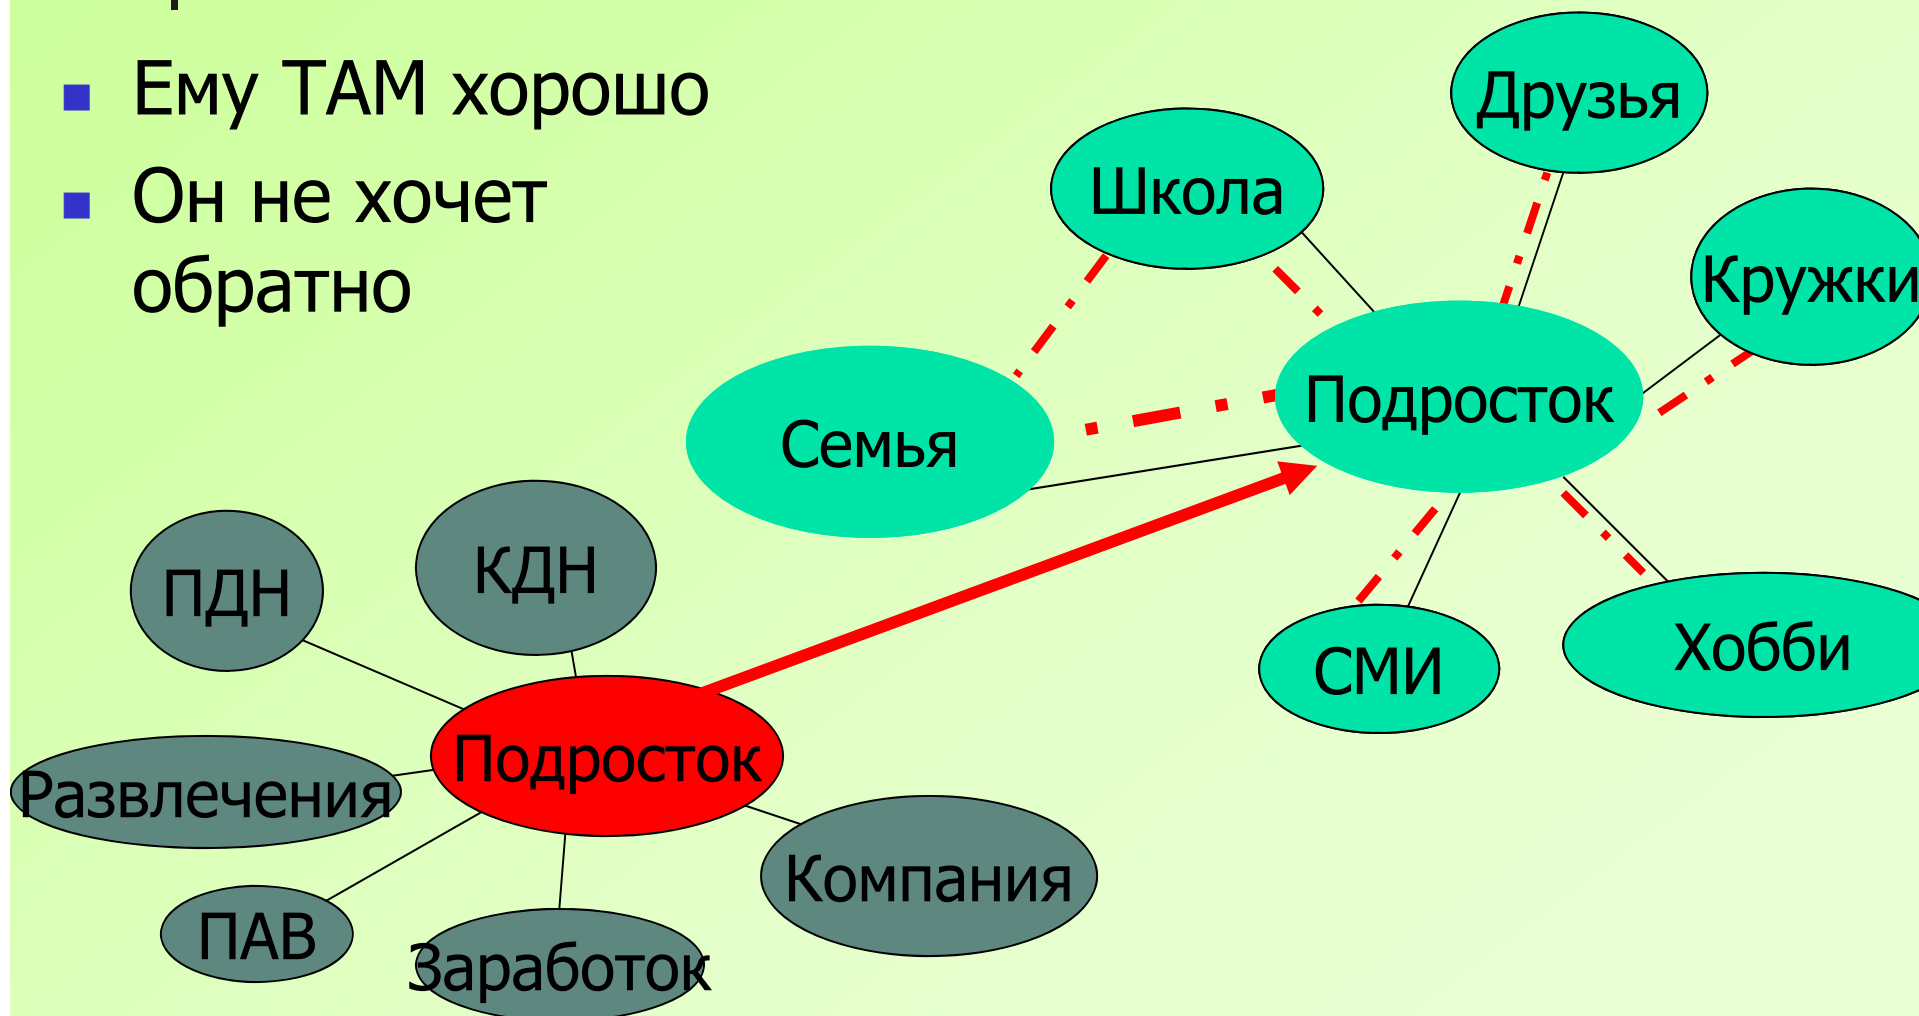 Ему ТАМ хорошо
Он не хочет
обратно
Друзья
Школа
Кружки
Подросток
Семья
КДН
ПДН
СМИ
Хобби
Подросток
Развлечения
Компания
ПАВ
Заработок